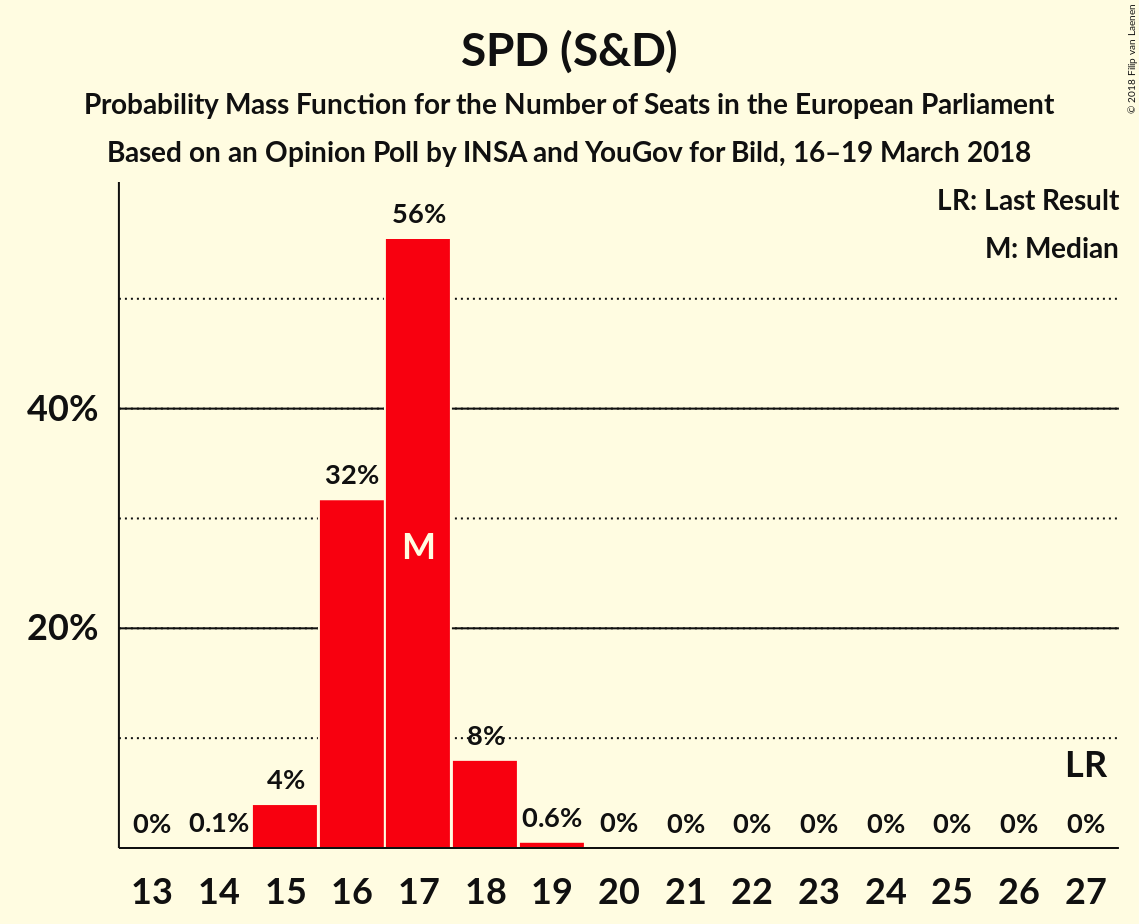 SPD (S&D)
Probability Mass Function for the Number of Seats in the European Parliament
Based on an Opinion Poll by INSA and YouGov for Bild, 16–19 March 2018
© 2018 Filip van Laenen
LR: Last Result
M: Median
56%
40%
32%
M
20%
8%
4%
LR
0% 0.1% 0.6% 0% 0% 0% 0% 0% 0% 0% 0%
13 14 15 16 17 18 19 20 21 22 23 24 25 26 27